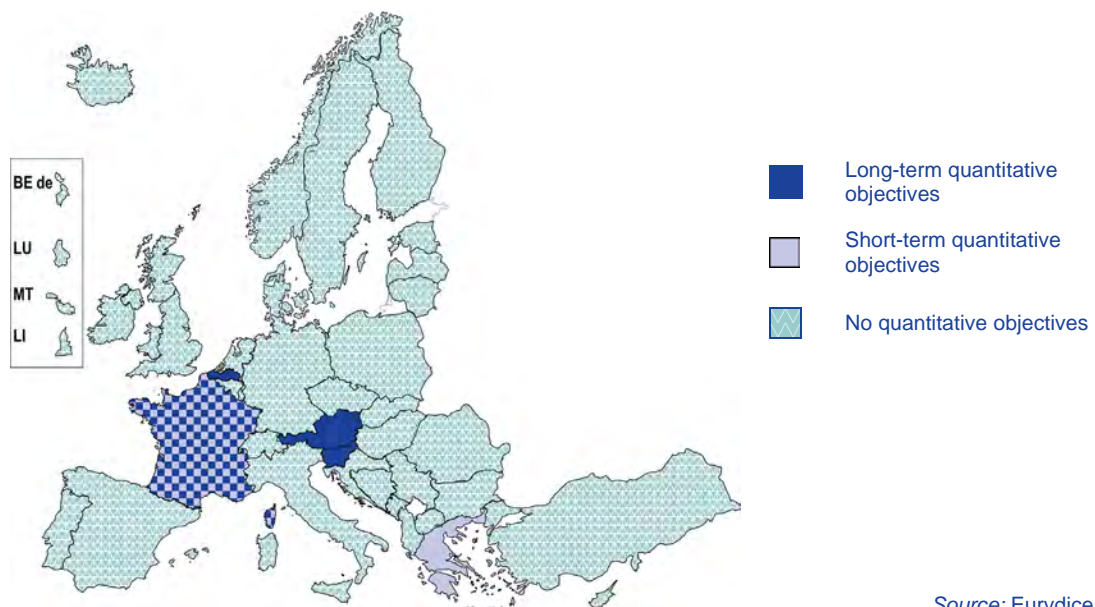 BE de
LU
MT
LI
Long-term quantitative
objectives
Short-term quantitative
objectives
No quantitative objectives
Source: Eurydice